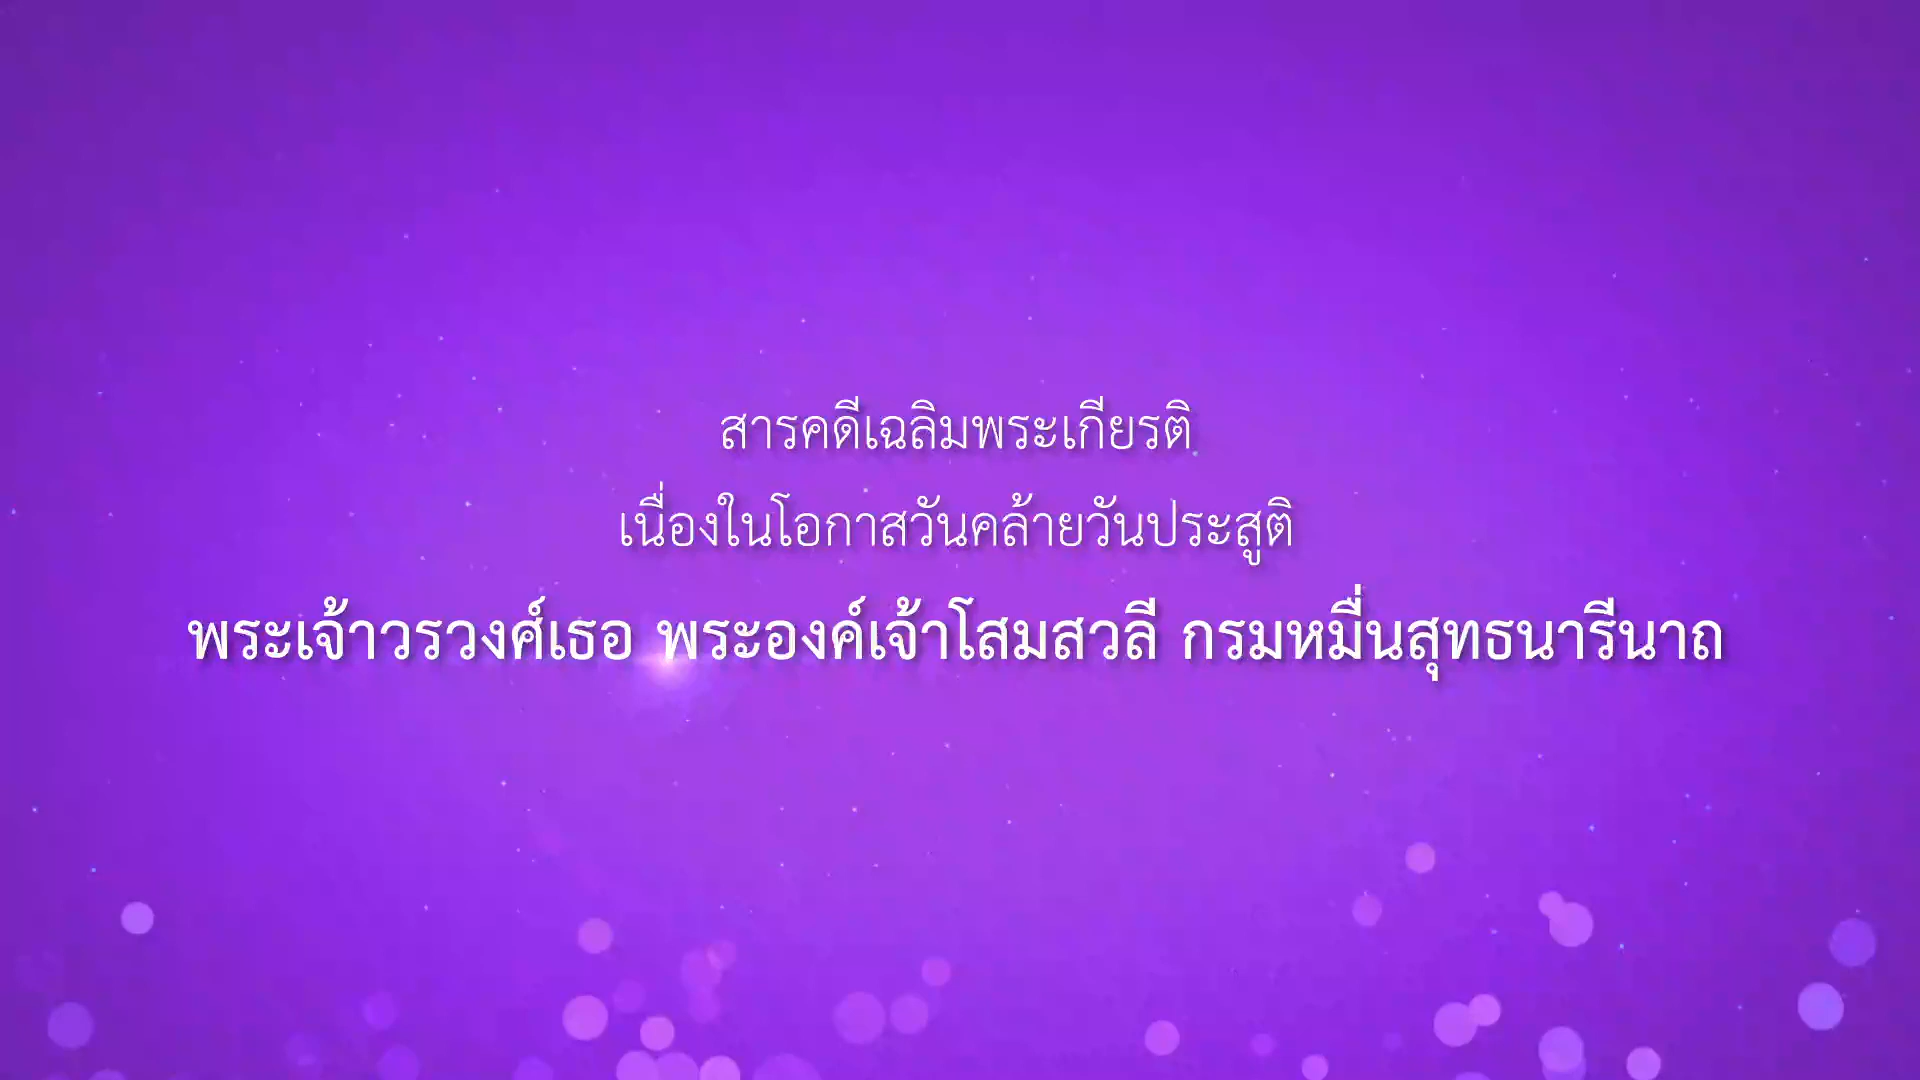 สารคดีเฉลิมพระเกียรติ
เนื่องในโอกาสวันคล้ายวันประสูติ
พระเจ้าวรวงศ์เธอ พระองค์เจ้าโสมสวลี กรมหมื่นสุทธนารีนาถ